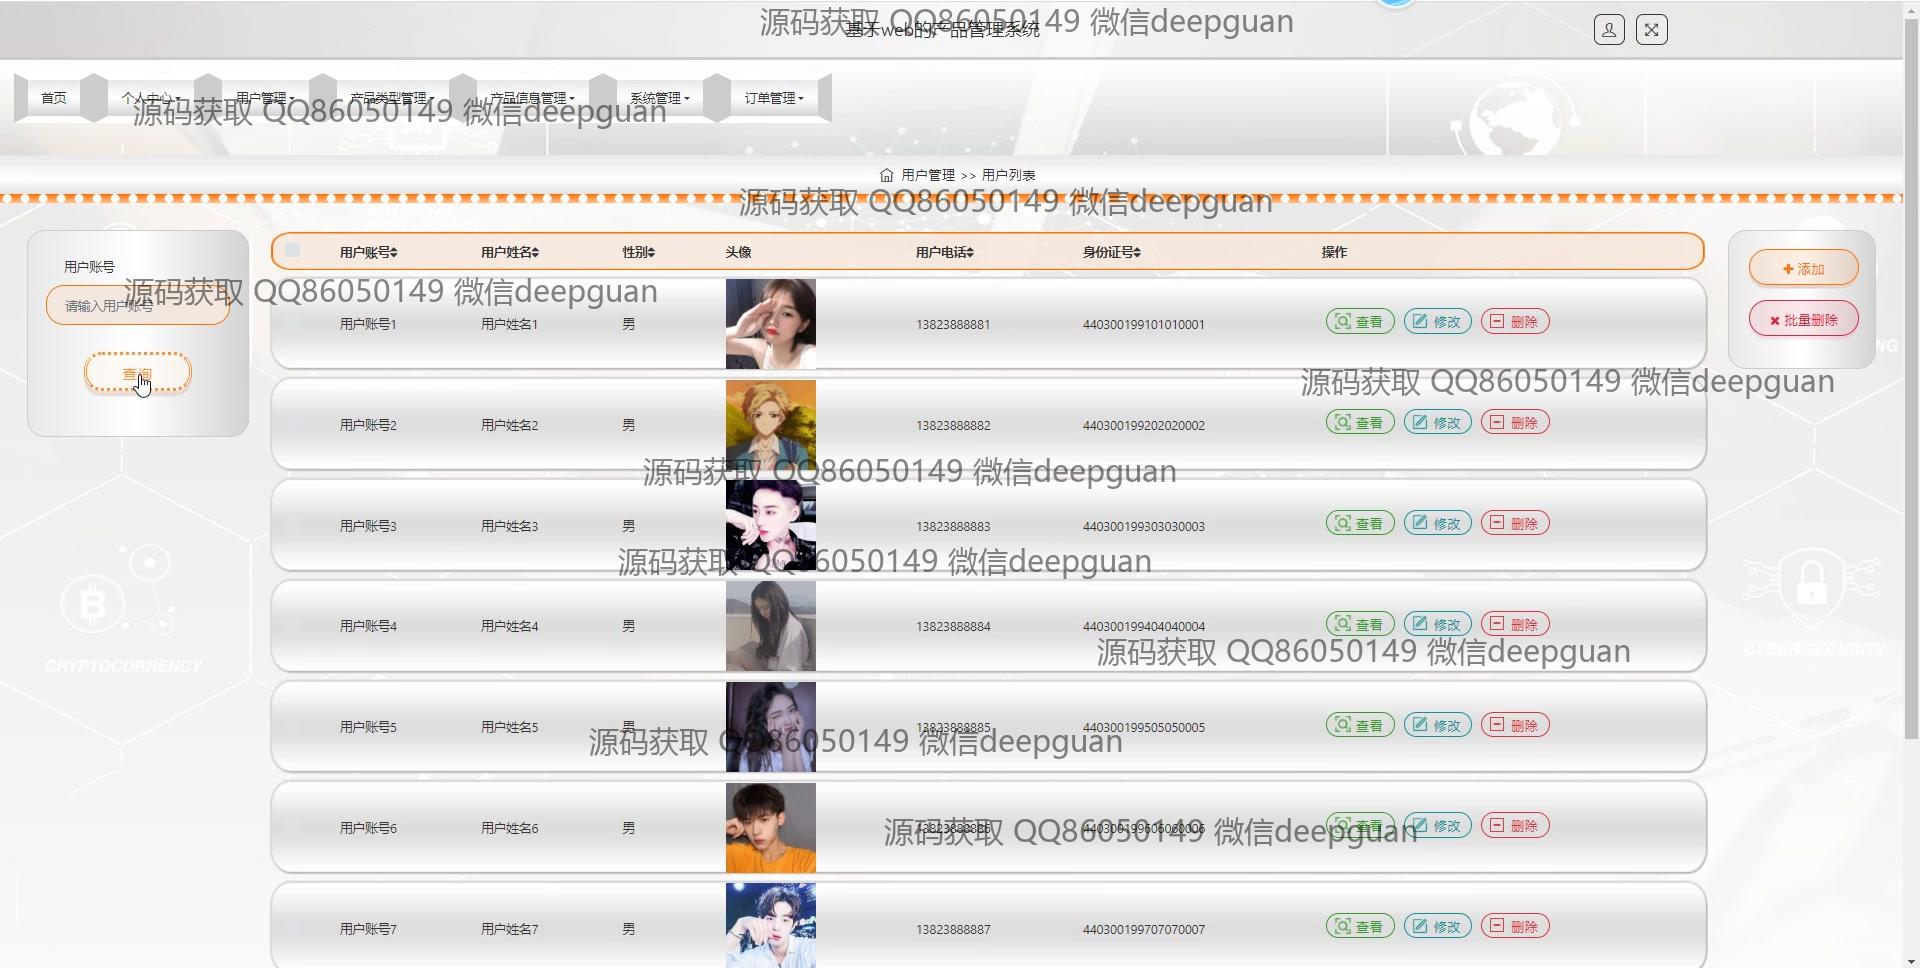 基于web的产品管理系统
源码获取 QQ86050149 微信deepguan
首页 个人中心 用户管理 产品类型管理 产品信息管理 系统管理 订单管理
源码获取 QQ86050149 微信deepguan
用户管理 >> 用户列表
源码获取 QQ86050149 微信deepguan
用户账号
请输入用户账号
查询
源码获取 QQ86050149 微信deepguan
用户账号 用户姓名 性别 头像 用户电话 身份证号 操作
添加
批量删除
用户账号1 用户姓名1 男 13823888881 440300199101010001 查看 修改 删除
源码获取 QQ86050149 微信deepguan
用户账号2 用户姓名2 男 13823888882 440300199202020002 查看 修改 删除
源码获取 QQ86050149 微信deepguan
用户账号3 用户姓名3 男 13823888883 440300199303030003 查看 修改 删除
源码获取 QQ86050149 微信deepguan
用户账号4 用户姓名4 男 13823888884 440300199404040004 查看 修改 删除
源码获取 QQ86050149 微信deepguan
用户账号5 用户姓名5 男 13823888885 440300199505050005 查看 修改 删除
源码获取 QQ86050149 微信deepguan
用户账号6 用户姓名6 男 13823888886 440300199606060006 查看 修改 删除
源码获取 QQ86050149 微信deepguan
用户账号7 用户姓名7 男 13823888887 440300199707070007 查看 修改 删除
CRYPTOCURRENCY
CYBER SECURITY